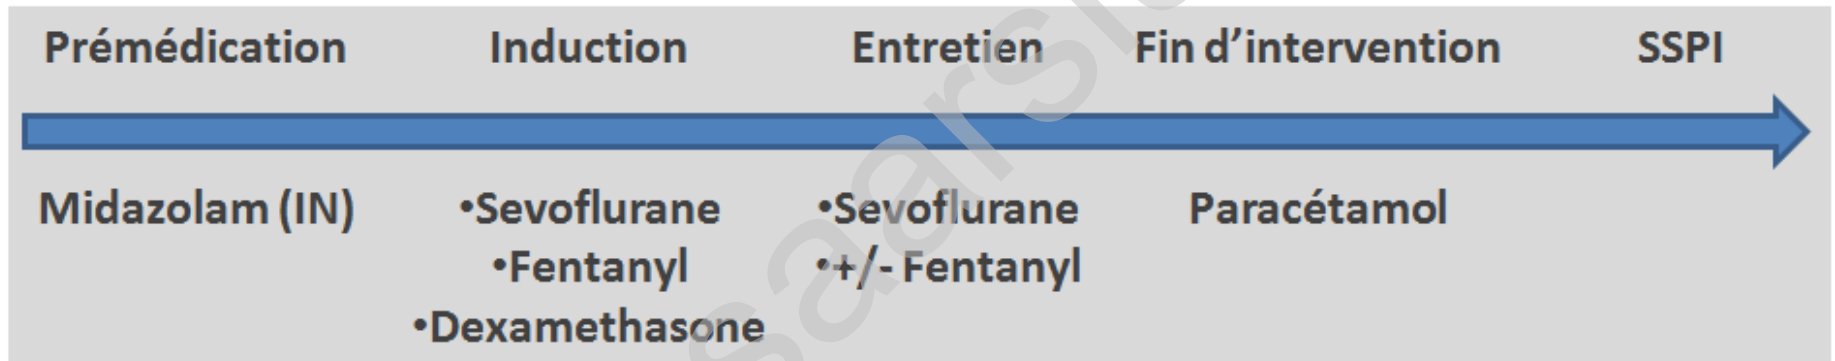 Prémédication Induction Entretien Fin d’intervention SSPI
Midazolam (IN) •Sevoflurane •Sevoflurane Paracétamol
•Fentanyl •+/- Fentanyl
•Dexamethasone